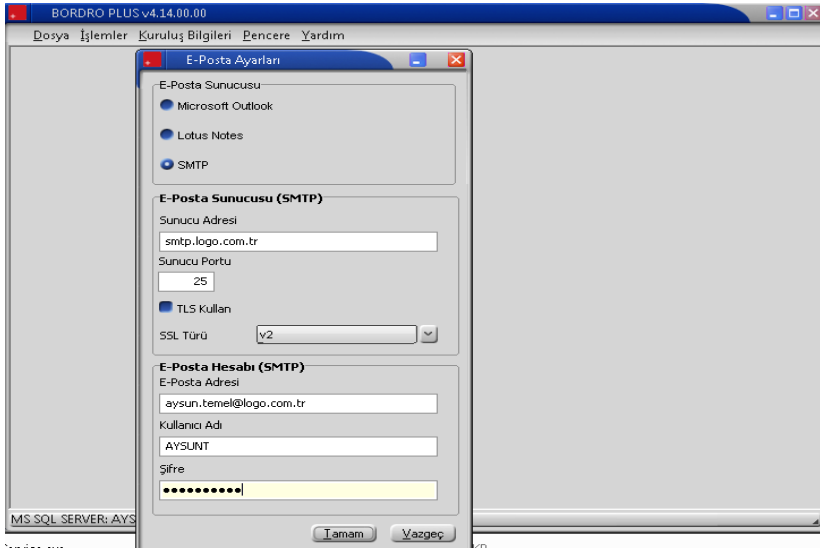 BORDRO PLUS v4.14.00.00
Dosya İşlemler Kuruluş Bilgileri Pencere Yardım
E-Posta Ayarları
E-Posta Sunucusu
Microsoft Outlook
Lotus Notes
SMTP
E-Posta Sunucusu (SMTP)
Sunucu Adresi
smtp.logo.com.tr
Sunucu Portu
25
TLS Kullan
SSL Türü v2
E-Posta Hesabı (SMTP)
E-Posta Adresi
aysun.temel@logo.com.tr
Kullanıcı Adı
AYSUNT
Şifre
●●●●●●●●●●
MS SQL SERVER: AYS
Tamam Vazgeç